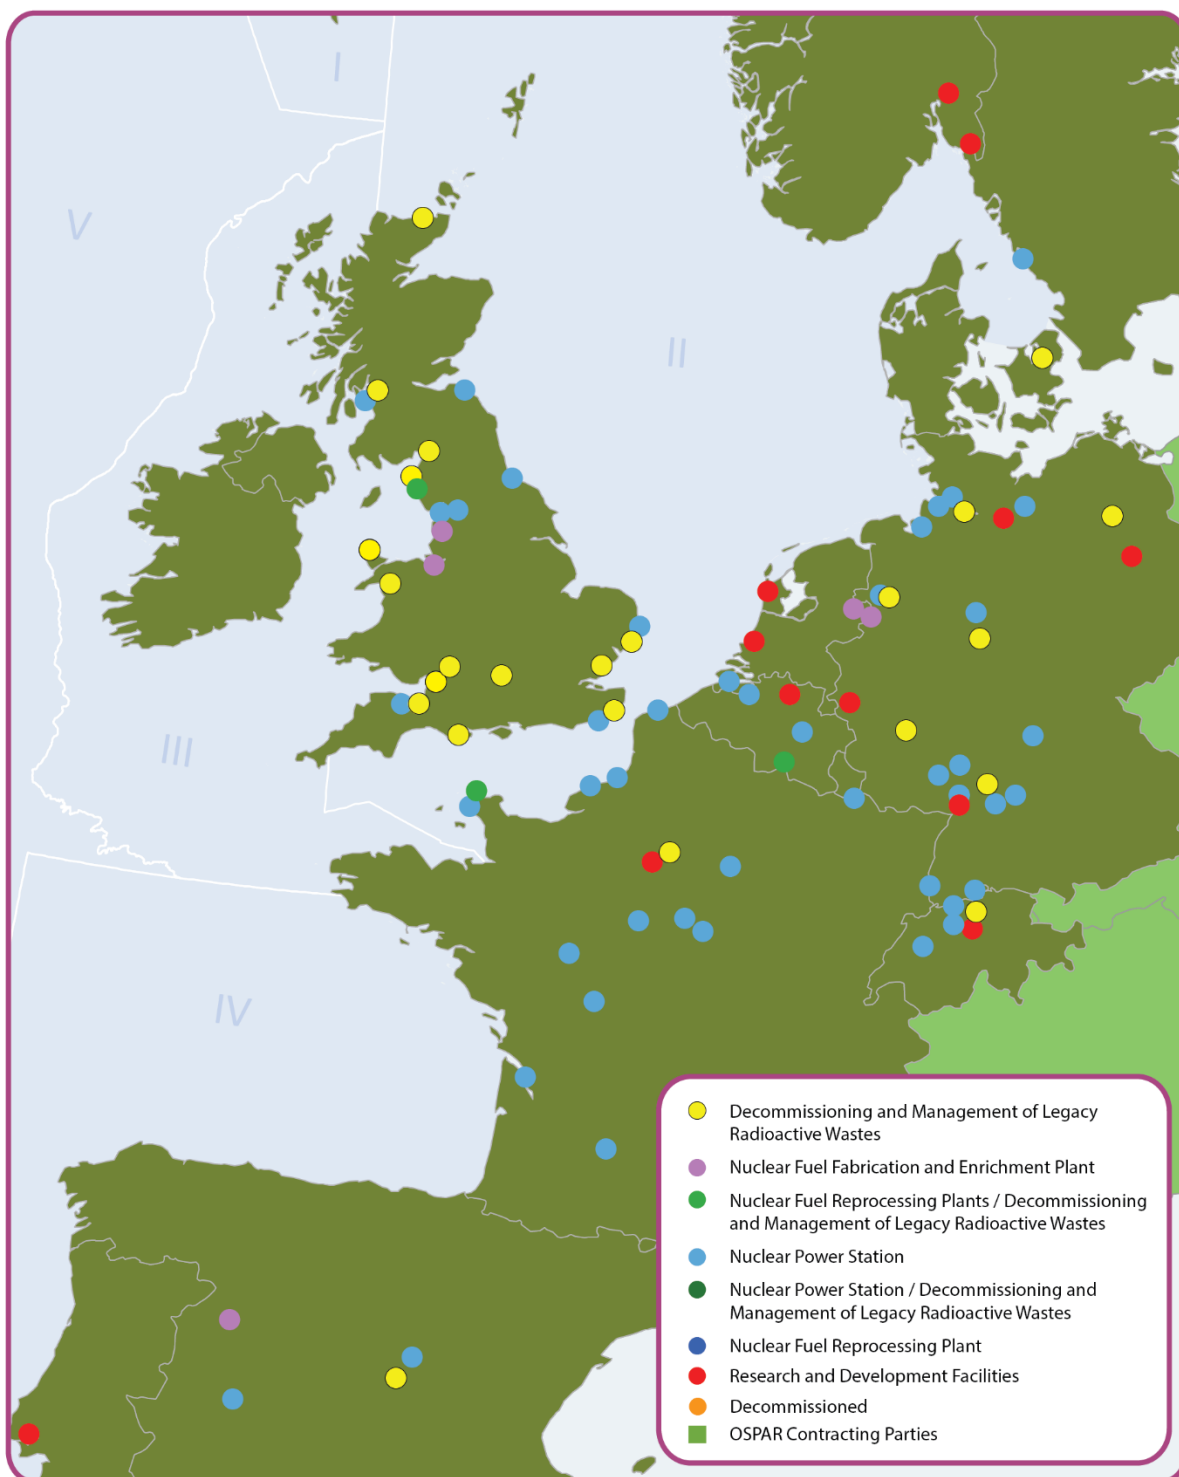 I
V
II
III
IV
Decommissioning and Management of Legacy
Radioactive Wastes
Nuclear Fuel Fabrication and Enrichment Plant
Nuclear Fuel Reprocessing Plants / Decommissioning
and Management of Legacy Radioactive Wastes
Nuclear Power Station
Nuclear Power Station / Decommissioning and
Management of Legacy Radioactive Wastes
Nuclear Fuel Reprocessing Plant
Research and Development Facilities
Decommissioned
OSPAR Contracting Parties